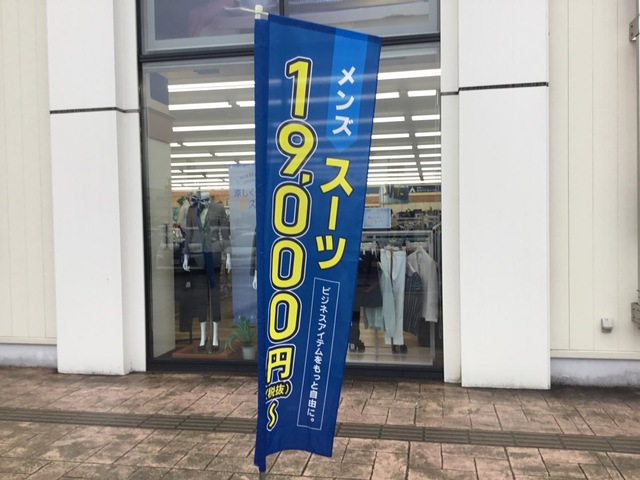 メンズ
スーツ
19,000円
(税抜)
～
ビジネスアイテムをもっと自由に。